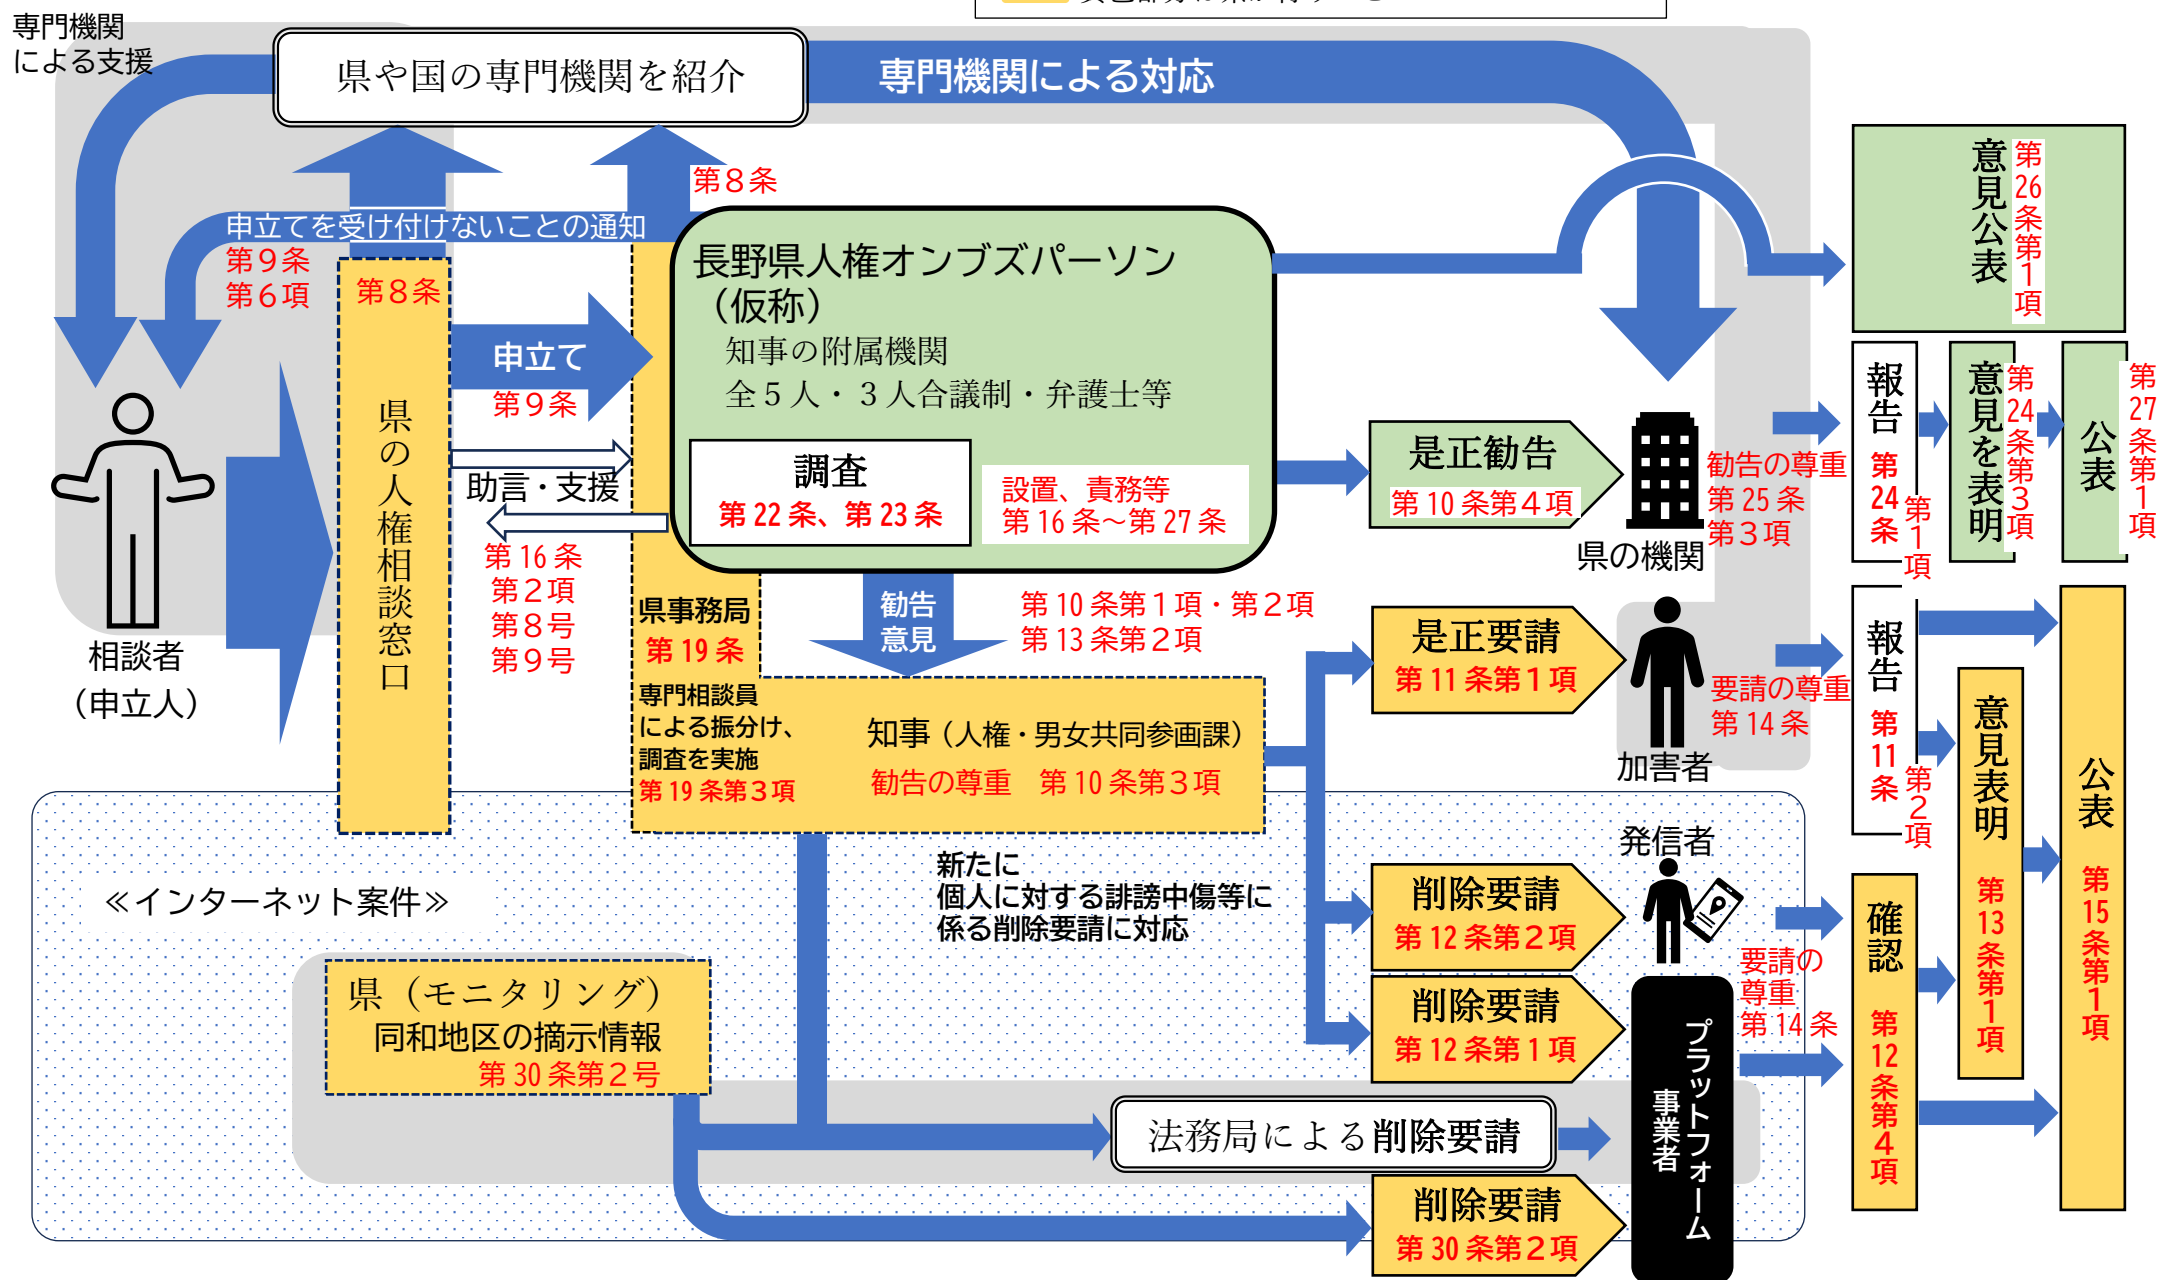 専門機関
による支援
県や国の専門機関を紹介
専門機関による対応
第８条
申立てを受け付けないことの通知
第９条
第６項
第８条
県の人権相談窓口
相談者
（申立人）
申立て
第９条
助言・支援
第 16 条
第２項
第８号
第９号
長野県人権オンブズパーソン
（仮称）
知事の附属機関
全５人・３人合議制・弁護士等
調査
第 22 条、第 23 条
設置、責務等
第 16 条～第 27 条
県事務局
第 19 条
専門相談員
による振分け、
調査を実施
第 19 条第３項
勧告
意見
第 10 条第１項・第２項
第 13 条第２項
知事（人権・男女共同参画課）
勧告の尊重　第 10 条第３項
是正勧告
第 10 条第４項
県の機関
勧告の尊重
第 25 条
第３項
是正要請
第 11 条第１項
加害者
要請の尊重
第 14 条
意見公表
第26条第１項
報告 第24条
第１項
意見を表明
第24条第３項
公表
第27条第１項
報告 第11条
第２項
意見表明 第13条第１項
公表 第15条第１項
確認 第12条第４項
≪インターネット案件≫
新たに
個人に対する誹謗中傷等に
係る削除要請に対応
発信者
削除要請
第 12 条第２項
削除要請
第 12 条第１項
要請の
尊重
第 14 条
県（モニタリング）
同和地区の摘示情報
第 30 条第２号
法務局による削除要請
削除要請
第 30 条第２項
プラットフォーム
事業者